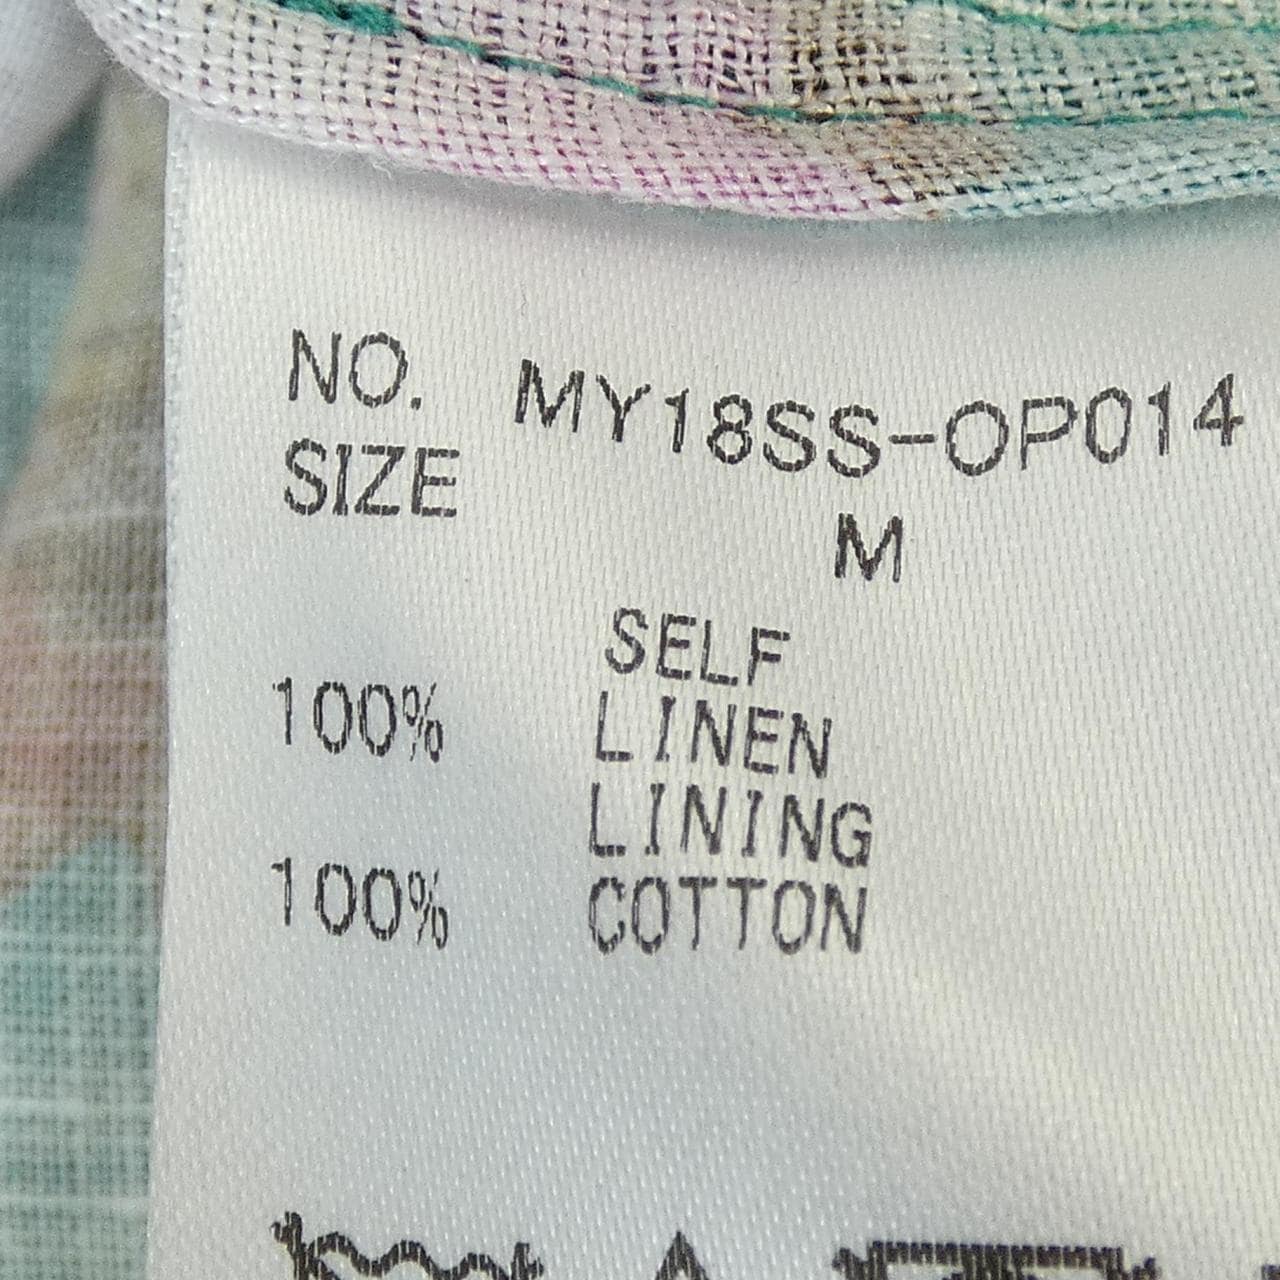 NO. MY18SS-OP014
SIZE M
SELF
100% LINEN
LINING
100% COTTON